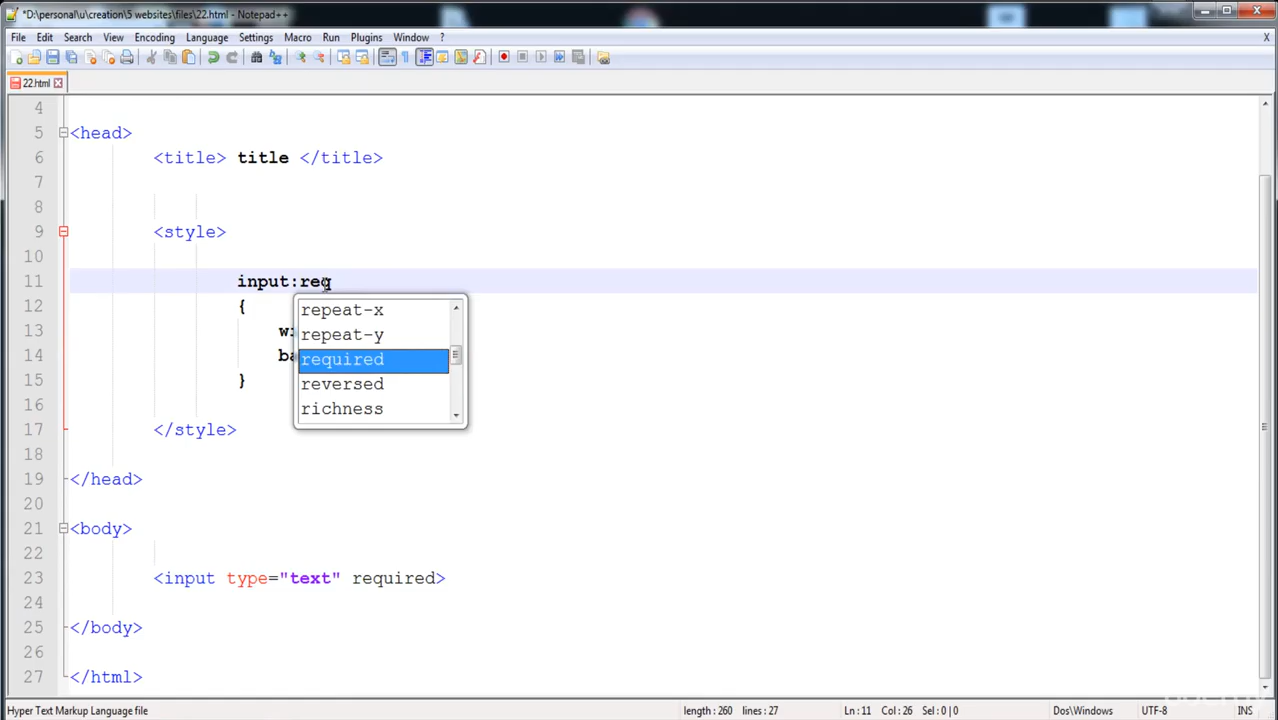 *D:\personal\u\creation\5 websites\files\22.html - Notepad++
File Edit Search View Encoding Language Settings Macro Run Plugins Window ? X
22.html
4
5 <head>
6 <title> title </title>
7
8
9 <style>
10
11 input:req
12 {
repeat-x
13
repeat-y
14
required
15 }
reversed
16
richness
17 </style>
18
19 </head>
20
21 <body>
22
23 <input type="text" required>
24
25 </body>
26
27 </html>
Hyper Text Markup Language file length : 260 lines : 27 Ln : 11 Col : 26 Sel : 0 | 0 Dos\Windows UTF-8 INS